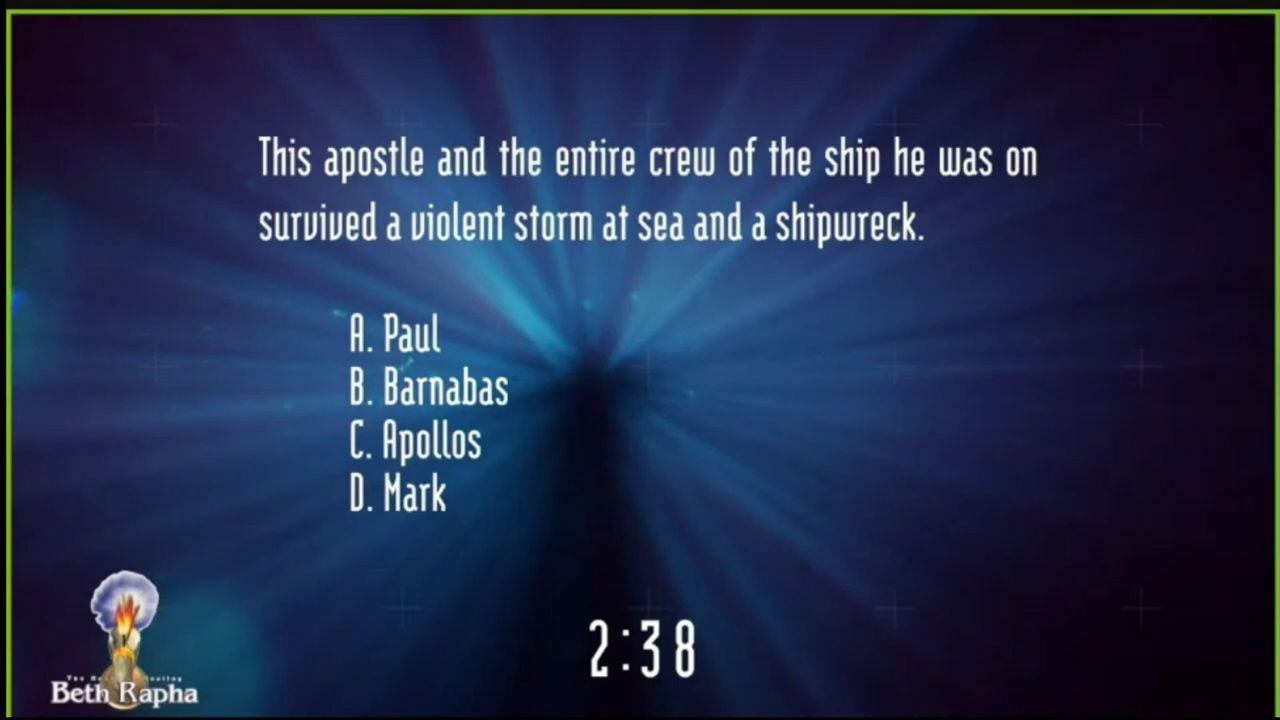 This apostle and the entire crew of the ship he was on
survived a violent storm at sea and a shipwreck.
A. Paul
B. Barnabas
C. Apollos
D. Mark
2:38
Beth Rapha